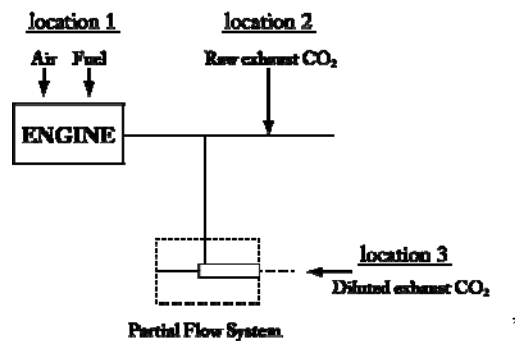 location 1
location 2
Air Fuel
Raw exhaust CO₂
ENGINE
location 3
Diluted exhaust CO₂
Partial Flow System
,